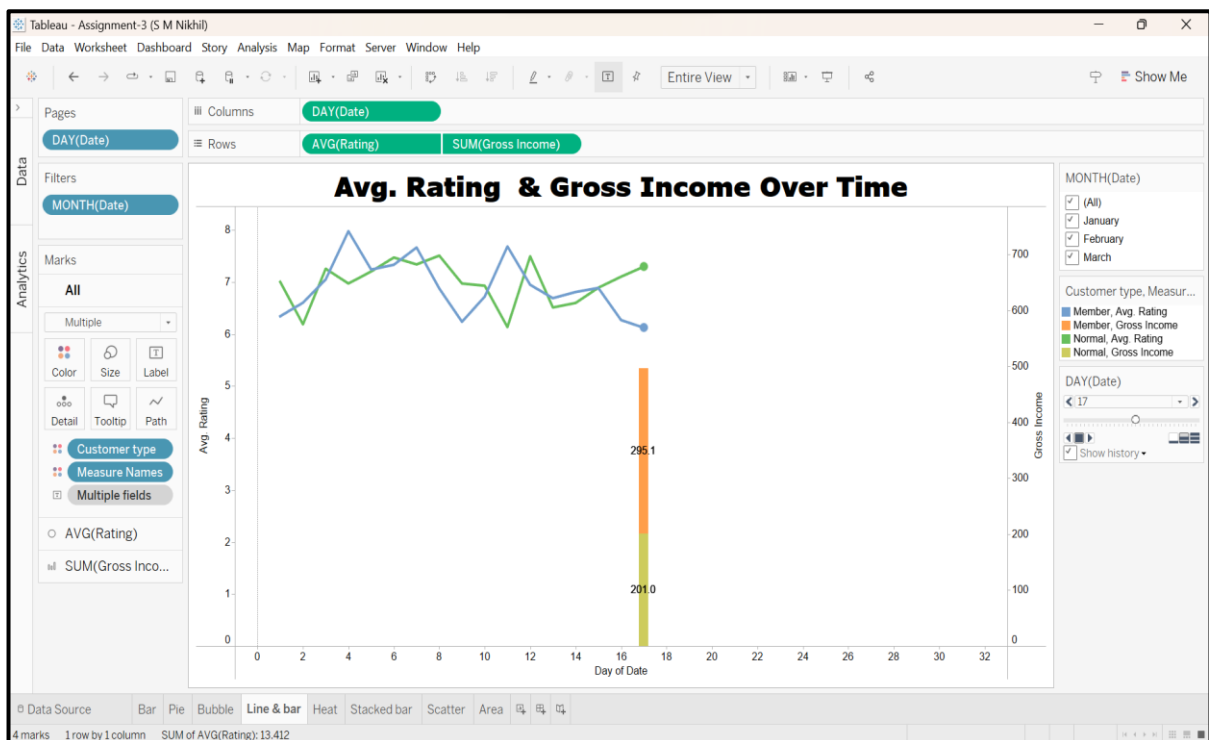 Tableau - Assignment-3 (S M Nikhil)
File Data Worksheet Dashboard Story Analysis Map Format Server Window Help
Entire View
Show Me
Data
Analytics
Pages
DAY(Date)
Filters
MONTH(Date)
Marks
All
Multiple
Color Size Label
Detail Tooltip Path
Customer type
Measure Names
Multiple fields
AVG(Rating)
SUM(Gross Inco...
Columns DAY(Date)
Rows AVG(Rating) SUM(Gross Income)
Avg. Rating & Gross Income Over Time
Avg. Rating
8
7
6
5
4
3
2
1
0
295.1
201.0
700
600
500
400
300
200
100
0
Gross Income
0 2 4 6 8 10 12 14 16 18 20 22 24 26 28 30 32
Day of Date
MONTH(Date)
(All)
January
February
March
Customer type, Measur...
Member, Avg. Rating
Member, Gross Income
Normal, Avg. Rating
Normal, Gross Income
DAY(Date)
17
Show history
Data Source Bar Pie Bubble Line & bar Heat Stacked bar Scatter Area
4 marks 1 row by 1 column SUM of AVG(Rating): 13.412